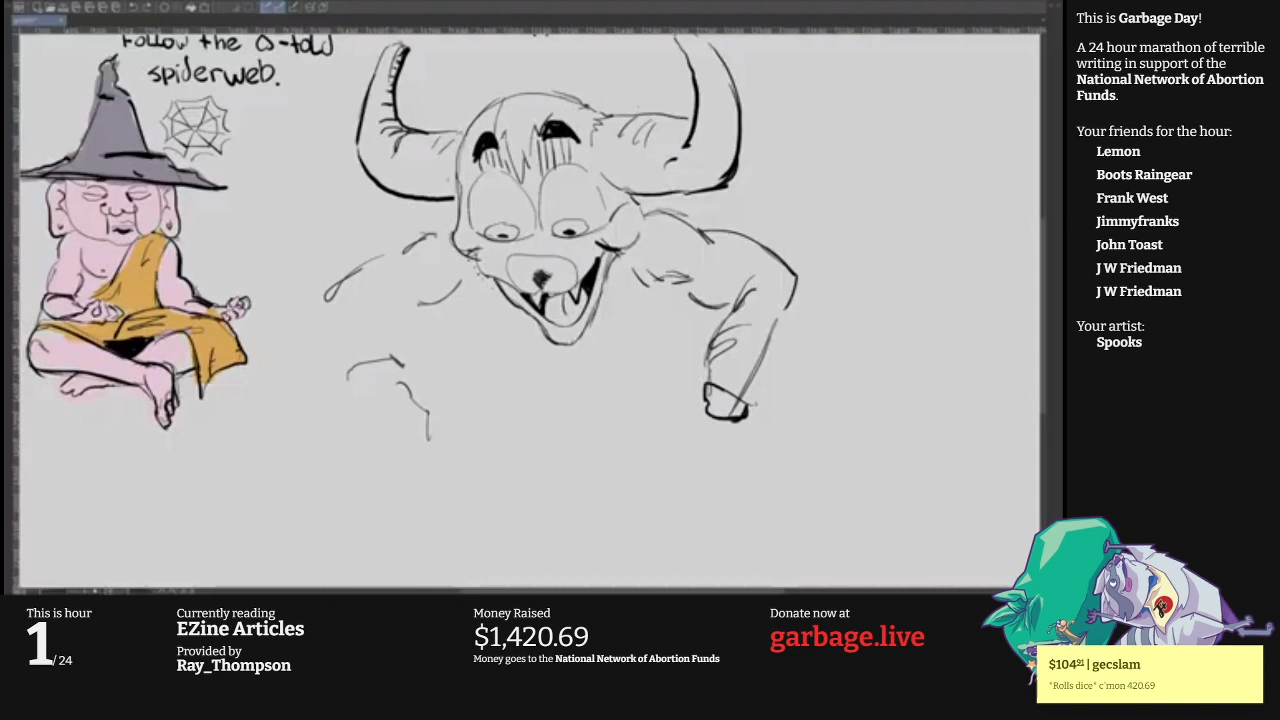 Follow the O-told
spiderweb.
This is Garbage Day!
A 24 hour marathon of terrible
writing in support of the
National Network of Abortion
Funds.
Your friends for the hour:
Lemon
Boots Raingear
Frank West
Jimmyfranks
John Toast
J W Friedman
J W Friedman
Your artist:
Spooks
This is hour
1 / 24
Currently reading
EZine Articles
Provided by
Ray_Thompson
Money Raised
$1,420.69
Money goes to the National Network of Abortion Funds
Donate now at
garbage.live
$104.91 | gecslam
*Rolls dice* c'mon 420.69